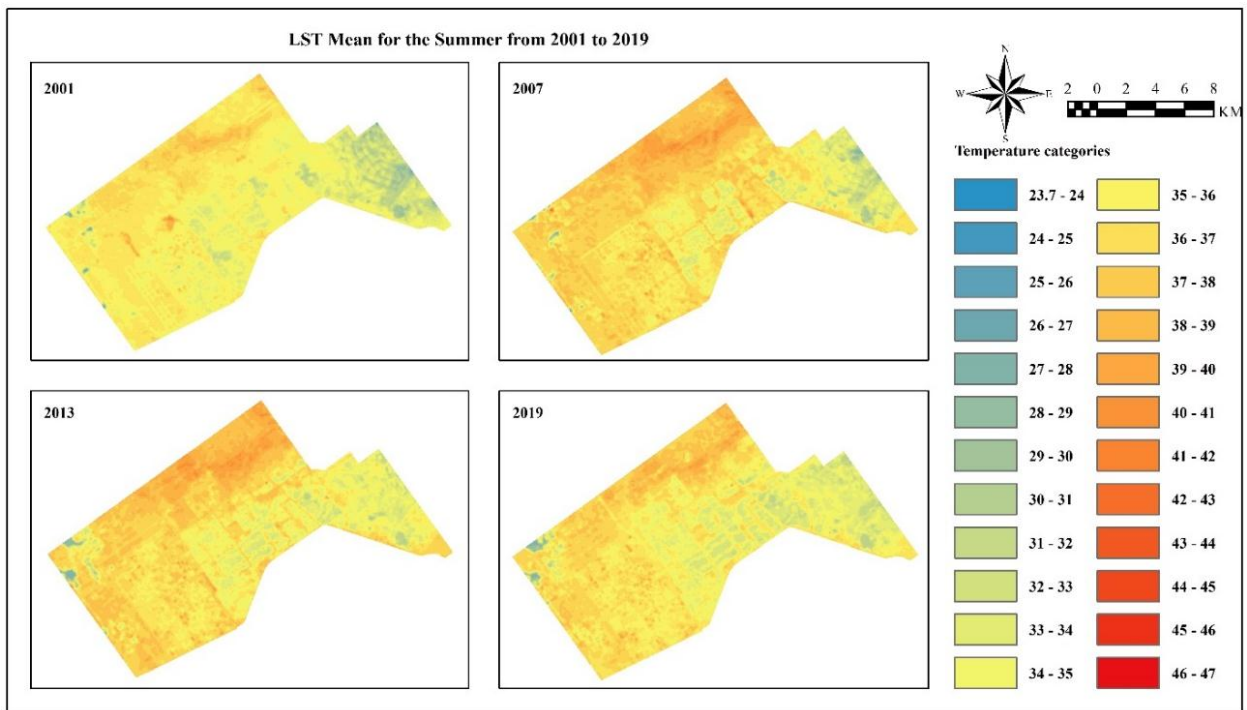 LST Mean for the Summer from 2001 to 2019
2001
2007
2013
2019
N
W E
S
2 0 2 4 6 8
KM
Temperature categories
23.7 - 24
24 - 25
25 - 26
26 - 27
27 - 28
28 - 29
29 - 30
30 - 31
31 - 32
32 - 33
33 - 34
34 - 35
35 - 36
36 - 37
37 - 38
38 - 39
39 - 40
40 - 41
41 - 42
42 - 43
43 - 44
44 - 45
45 - 46
46 - 47